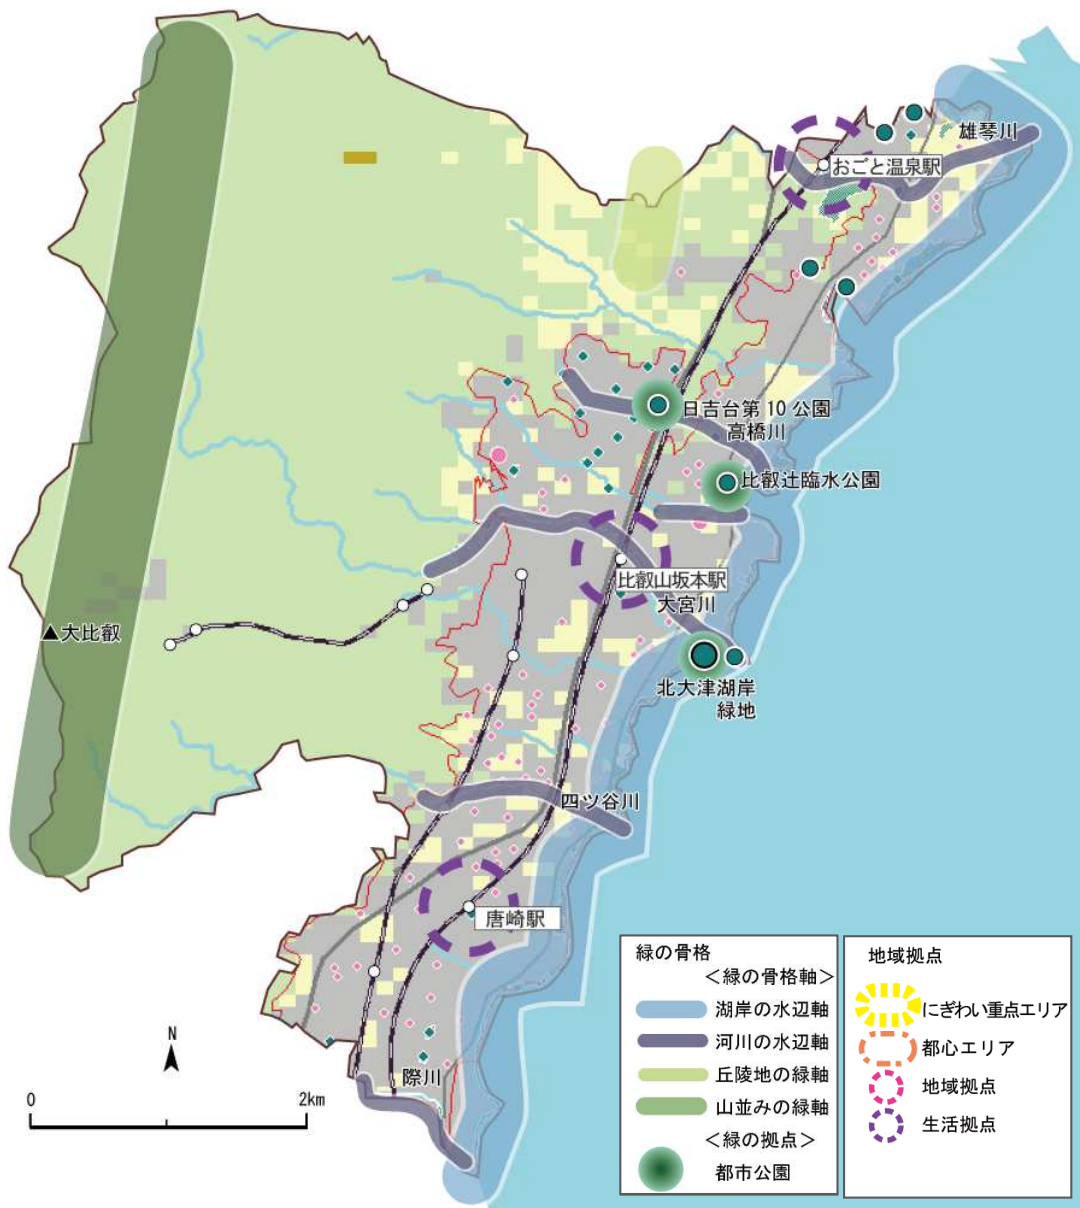 雄琴川
おごと温泉駅
日吉台第10公園
高橋川
比叡辻臨水公園
比叡山坂本駅
大宮川
▲大比叡
北大津湖岸
緑地
四ツ谷川
唐崎駅
際川
N
0 2km
緑の骨格
<緑の骨格軸>
湖岸の水辺軸
河川の水辺軸
丘陵地の緑軸
山並みの緑軸
<緑の拠点>
都市公園
地域拠点
にぎわい重点エリア
都心エリア
地域拠点
生活拠点